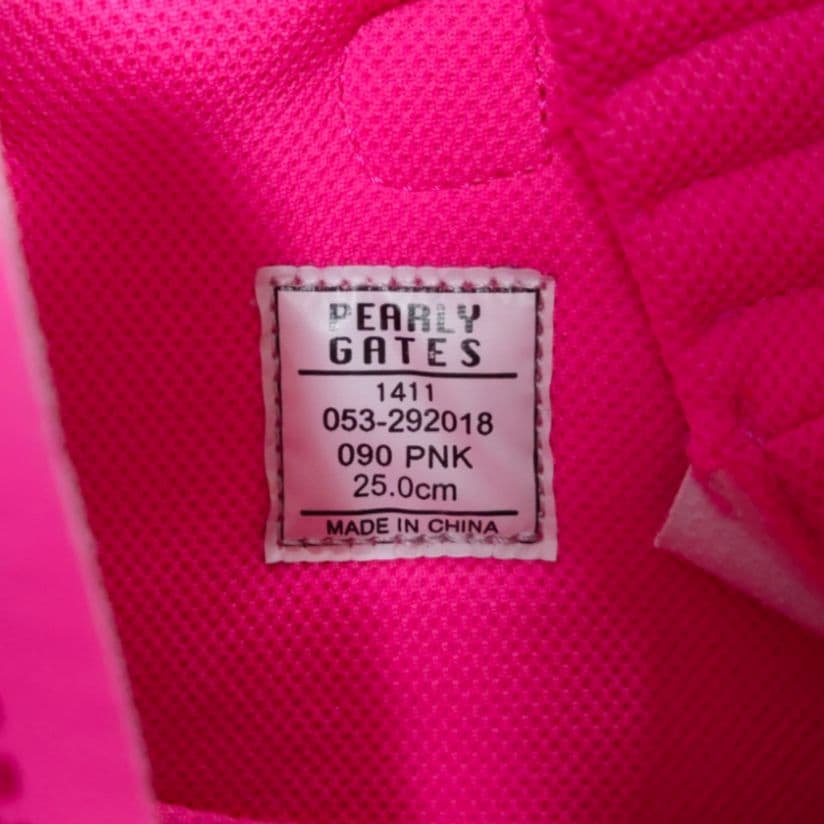 PEARLY
GATES
1411
053-292018
090 PNK
25.0cm
MADE IN CHINA